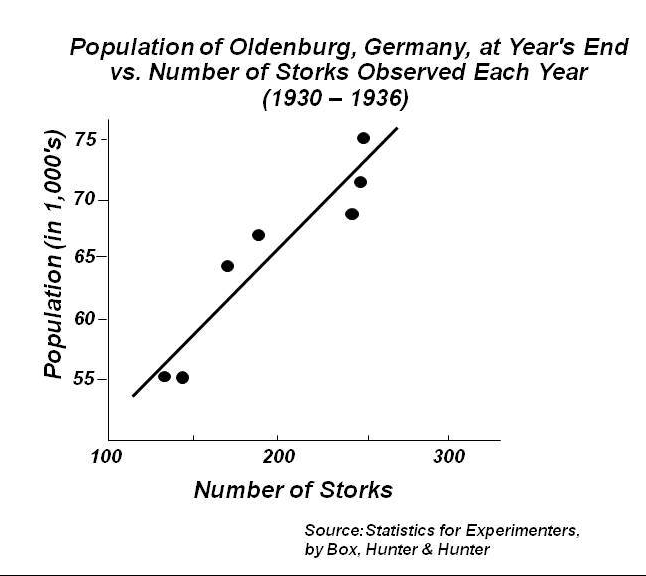 Population of Oldenburg, Germany, at Year's End
vs. Number of Storks Observed Each Year
(1930 – 1936)
Population (in 1,000's)
75
70
65
60
55
100 200 300
Number of Storks
Source: Statistics for Experimenters,
by Box, Hunter & Hunter